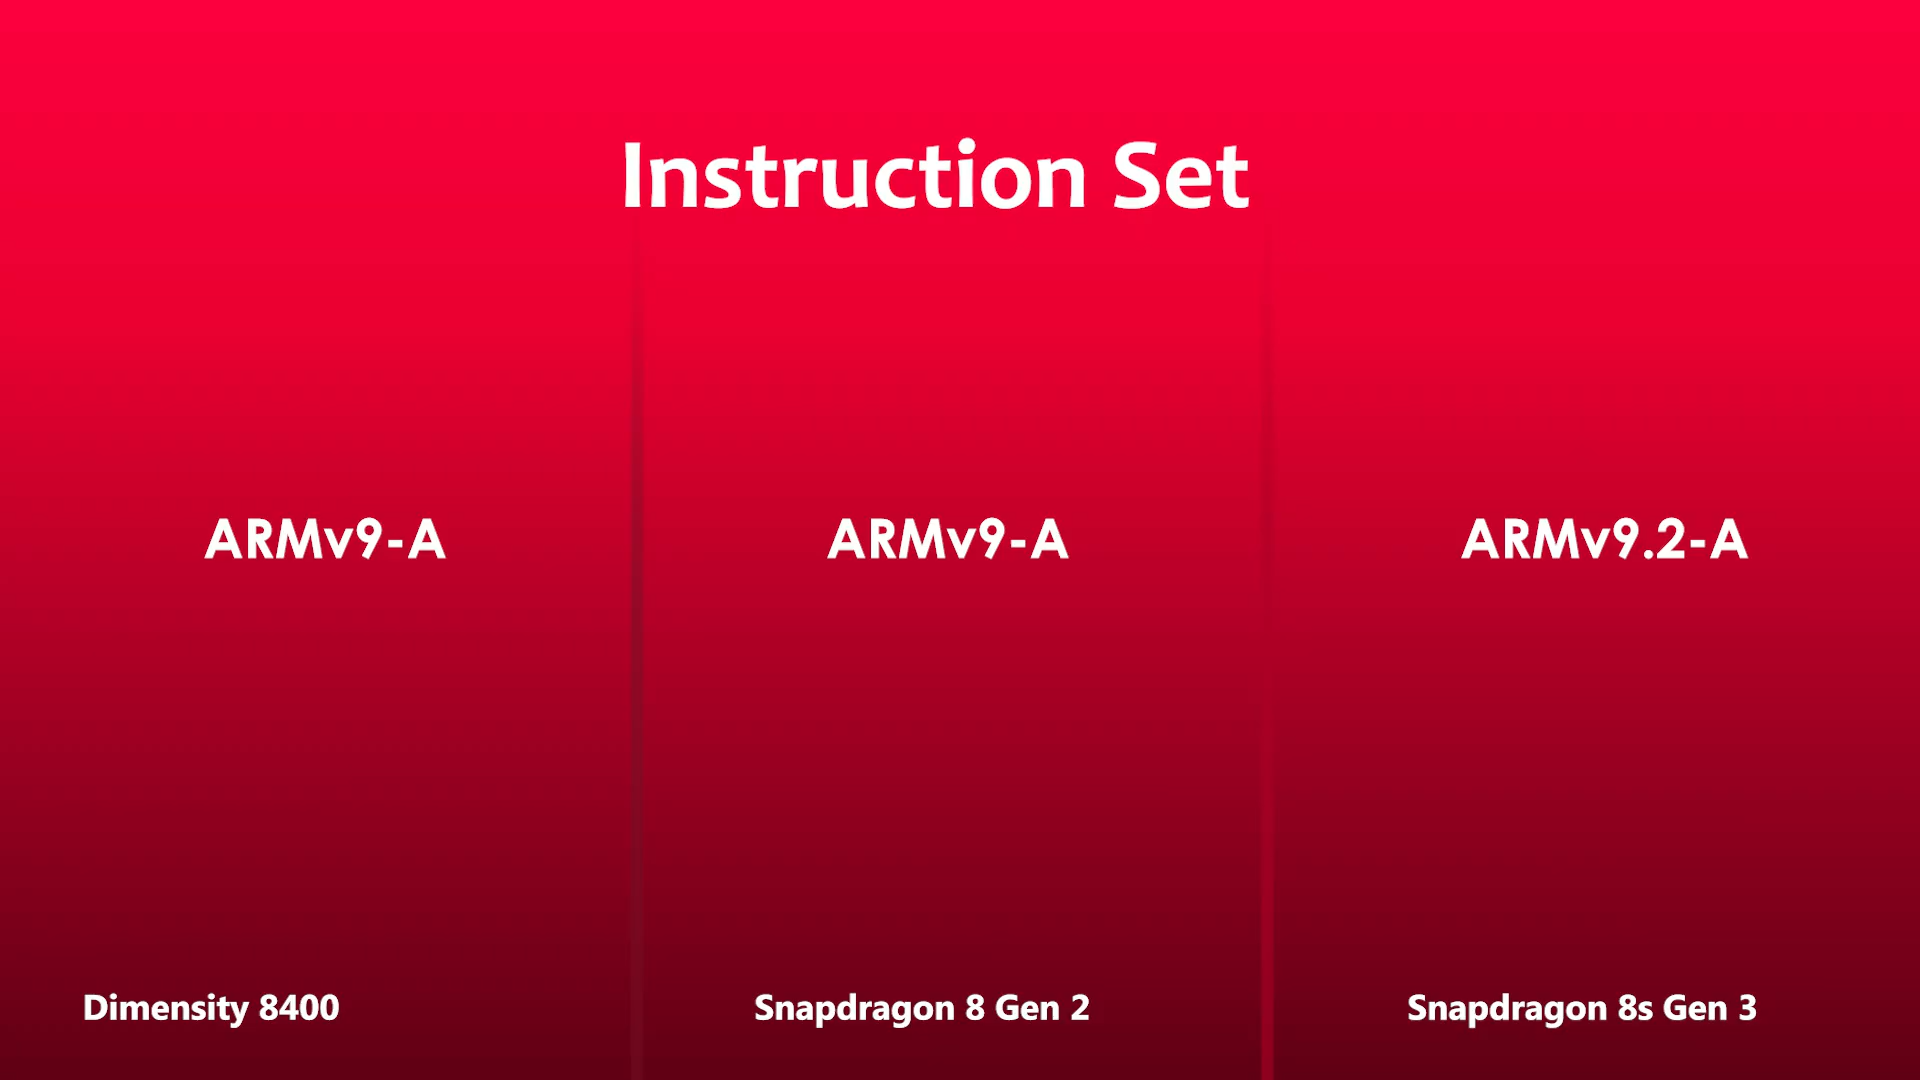 Instruction Set
ARMv9-A
ARMv9-A
ARMv9.2-A
Dimensity 8400
Snapdragon 8 Gen 2
Snapdragon 8s Gen 3